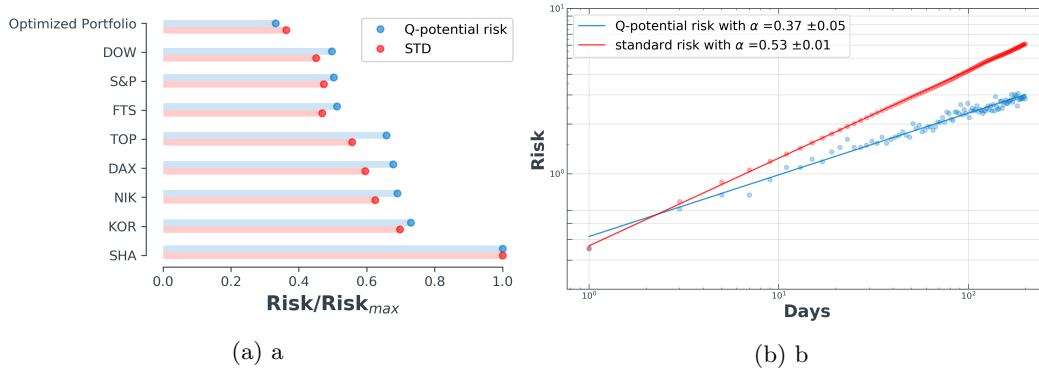 Optimized Portfolio
DOW
S&P
FTS
TOP
DAX
NIK
KOR
SHA
Q-potential risk
STD
0.0 0.2 0.4 0.6 0.8 1.0
Risk/Risk_{max}
(a) a
Q-potential risk with α =0.37 ±0.05
standard risk with α =0.53 ±0.01
10^1
10^0
Risk
10^0 10^1 10^2
Days
(b) b